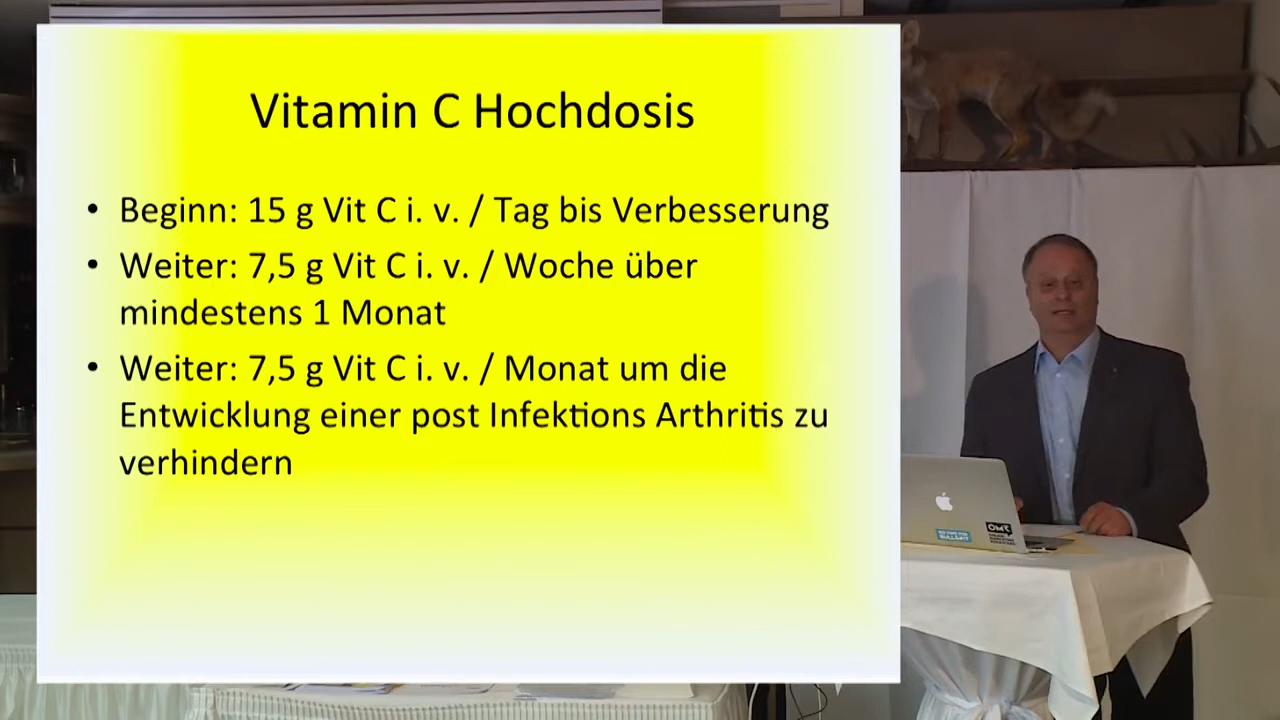 Vitamin C Hochdosis
• Beginn: 15 g Vit C i. v. / Tag bis Verbesserung
• Weiter: 7,5 g Vit C i. v. / Woche über
mindestens 1 Monat
• Weiter: 7,5 g Vit C i. v. / Monat um die
Entwicklung einer post Infektions Arthritis zu
verhindern
OMR